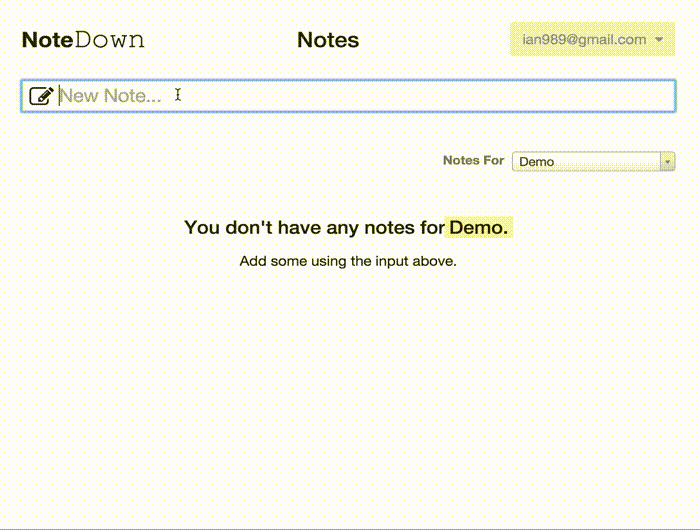 NoteDown
Notes
ian989@gmail.com
New Note...
Notes For
Demo
You don't have any notes for Demo.
Add some using the input above.